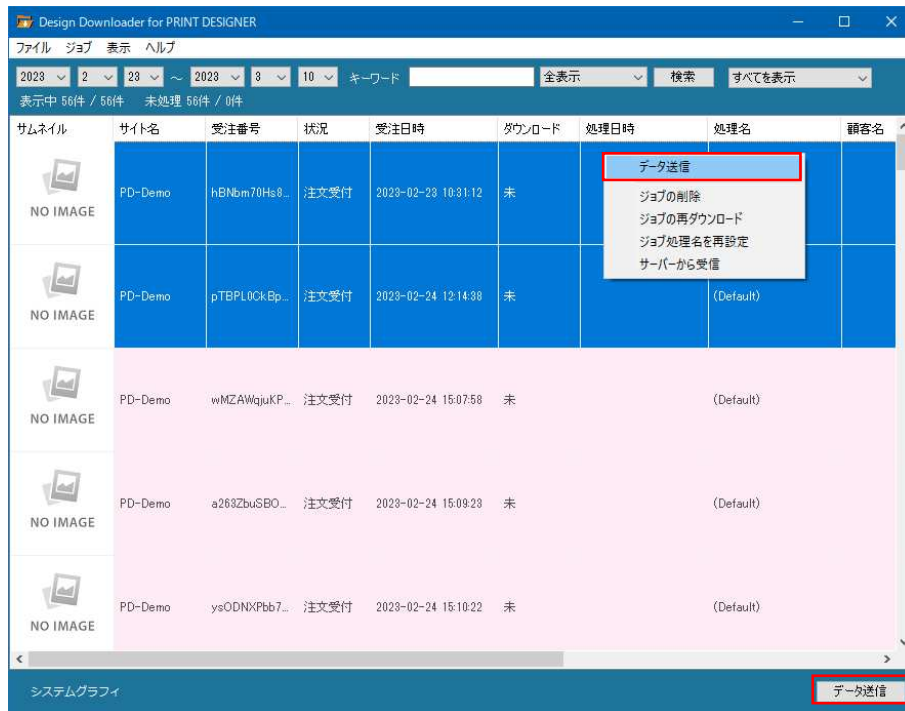 Design Downloader for PRINT DESIGNER
ファイル ジョブ 表示 ヘルプ
2023 2 23 ～ 2023 3 10 キーワード 全表示 検索 すべてを表示
表示中 56件 / 56件 未処理 56件 / 0件
サムネイル サイト名 受注番号 状況 受注日時 ダウンロード 処理日時 処理名 顧客名
NO IMAGE PD-Demo hBNbm70Hs8... 注文受付 2023-02-23 10:31:12 未
データ送信
ジョブの削除
ジョブの再ダウンロード
ジョブ処理名を再設定
サーバーから受信
NO IMAGE PD-Demo pTBPL0CkBp... 注文受付 2023-02-24 12:14:38 未 (Default)
NO IMAGE PD-Demo wMZAWqjuKP... 注文受付 2023-02-24 15:07:58 未 (Default)
NO IMAGE PD-Demo a263ZbuSBO... 注文受付 2023-02-24 15:09:23 未 (Default)
NO IMAGE PD-Demo ysODNXPbb7... 注文受付 2023-02-24 15:10:22 未 (Default)
システムグラフィ データ送信